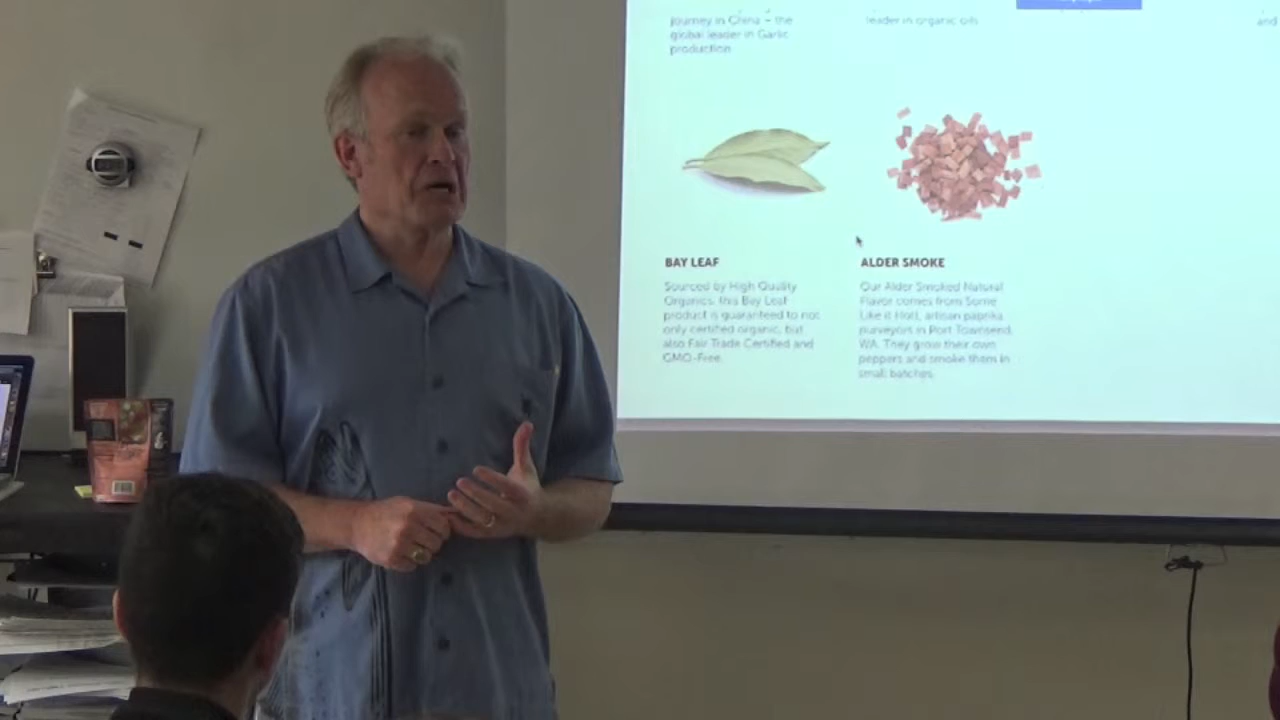 journey in China – the
global leader in Garlic
production
leader in organic oils
and
BAY LEAF
Sourced by High Quality
Organics, this Bay Leaf
product is guaranteed to not
only certified organic, but
also Fair Trade Certified and
GMO-Free.
ALDER SMOKE
Our Alder Smoked Natural
Flavor comes from Some
Like it Hott, artisan paprika
purveyors in Port Townsend,
WA. They grow their own
peppers and smoke them in
small batches.